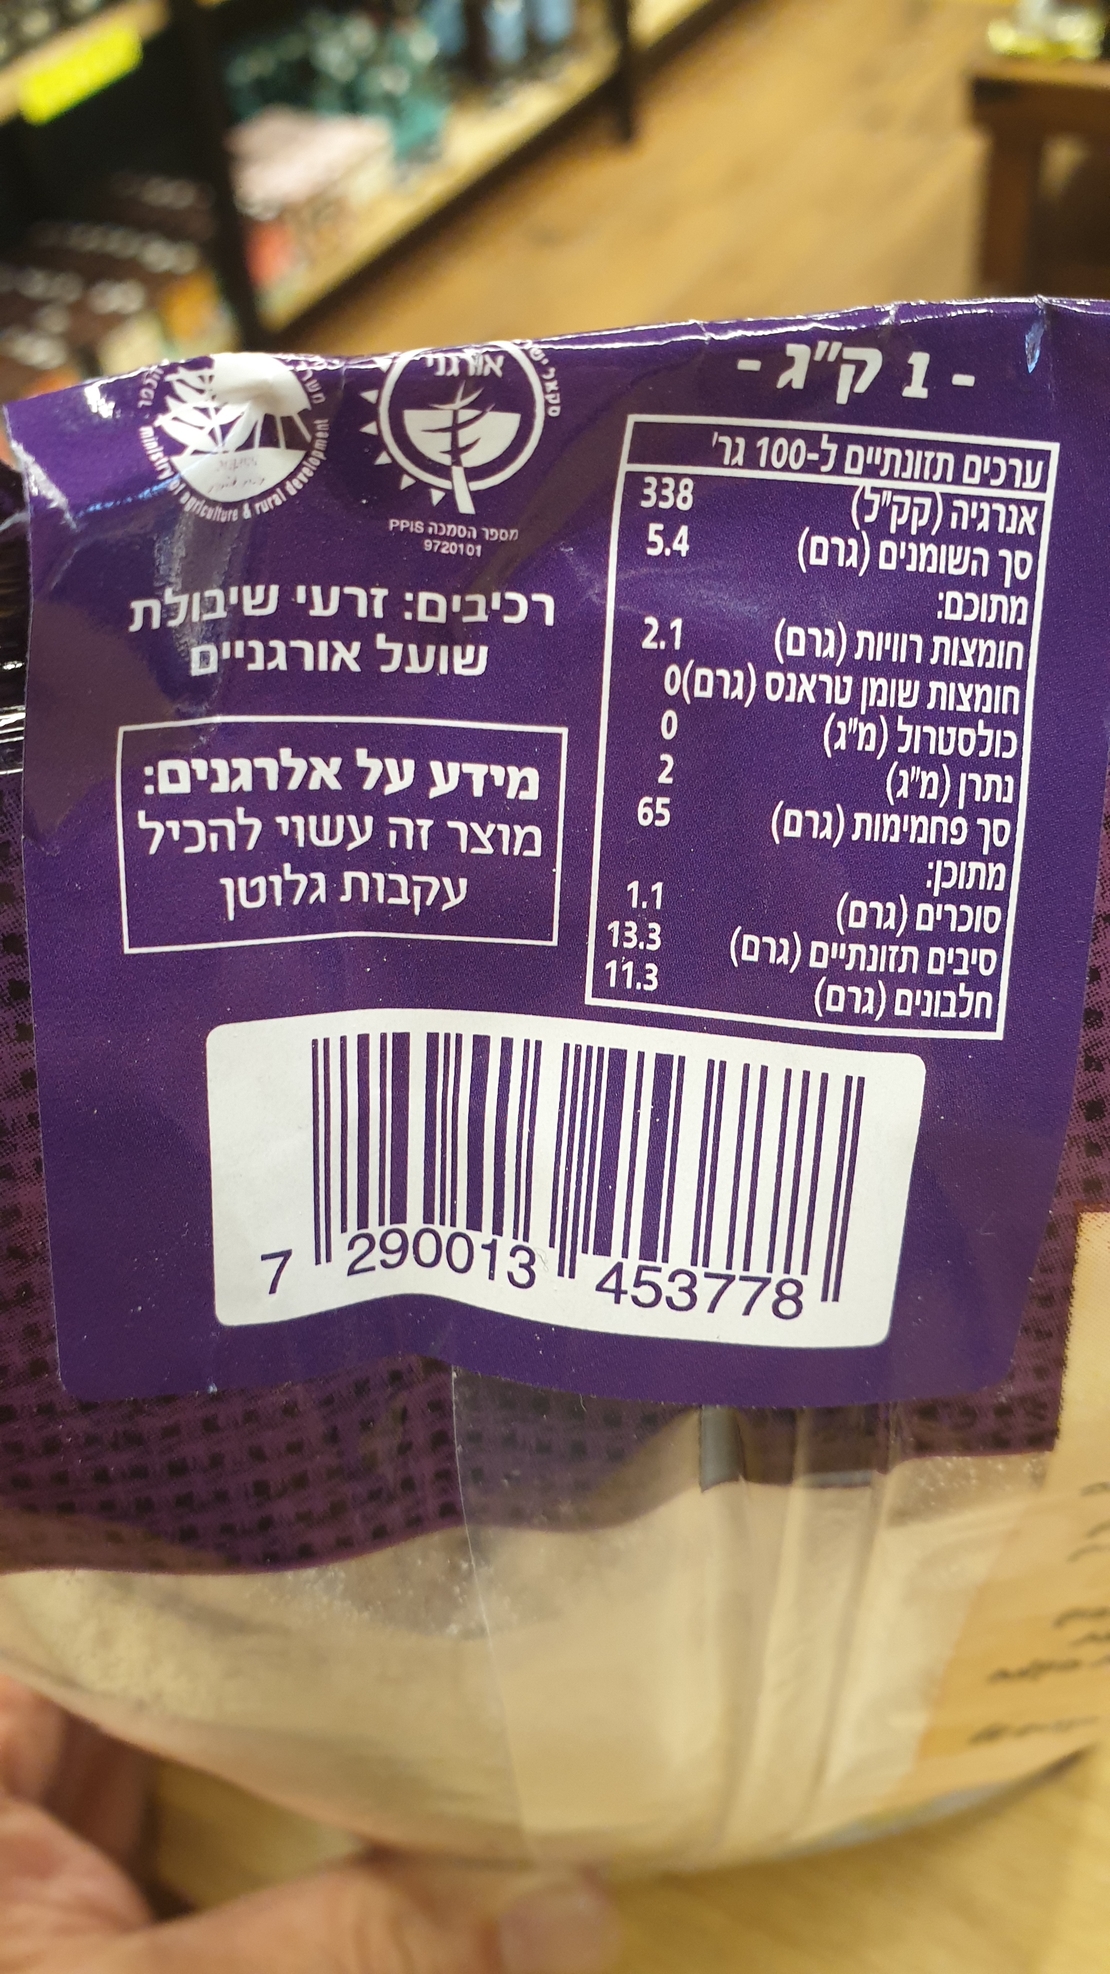 - 1 ק"ג -
ערכים תזונתיים ל-100 גר'
אנרגיה (קק"ל) 338
סך השומנים (גרם) 5.4
מתוכם:
חומצות רוויות (גרם) 2.1
חומצות שומן טראנס (גרם) 0
כולסטרול (מ"ג) 0
נתרן (מ"ג) 2
סך פחמימות (גרם) 65
מתוכן:
סוכרים (גרם) 1.1
סיבים תזונתיים (גרם) 13.3
חלבונים (גרם) 11.3
אורגני
מספר הסמכה PPIS
9720101
ministry of agriculture & rural development
רכיבים: זרעי שיבולת
שועל אורגניים
מידע על אלרגנים:
מוצר זה עשוי להכיל
עקבות גלוטן
7 290013 453778